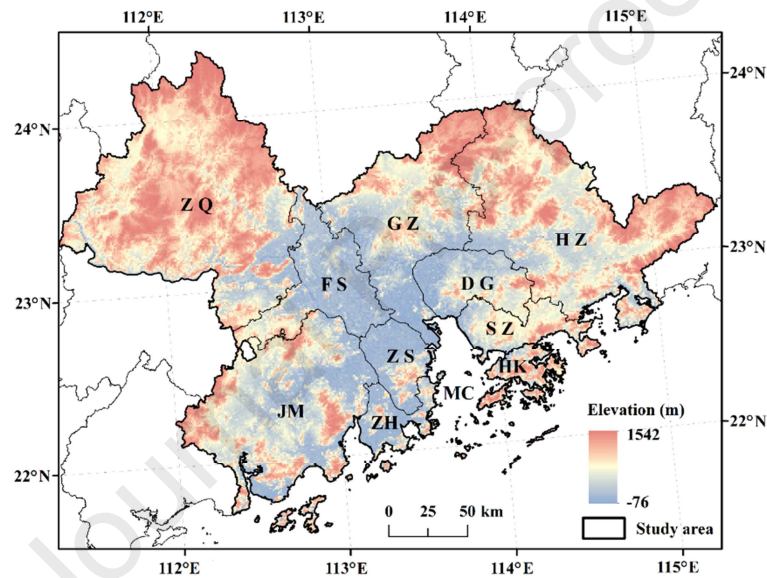 112°E 113°E 114°E 115°E
24°N
24°N
Z Q
G Z
H Z
23°N
F S
D G
23°N
S Z
Z S
HK
MC
JM
ZH
22°N
Elevation (m)
1542
-76
22°N
0 25 50 km
Study area
112°E 113°E 114°E 115°E